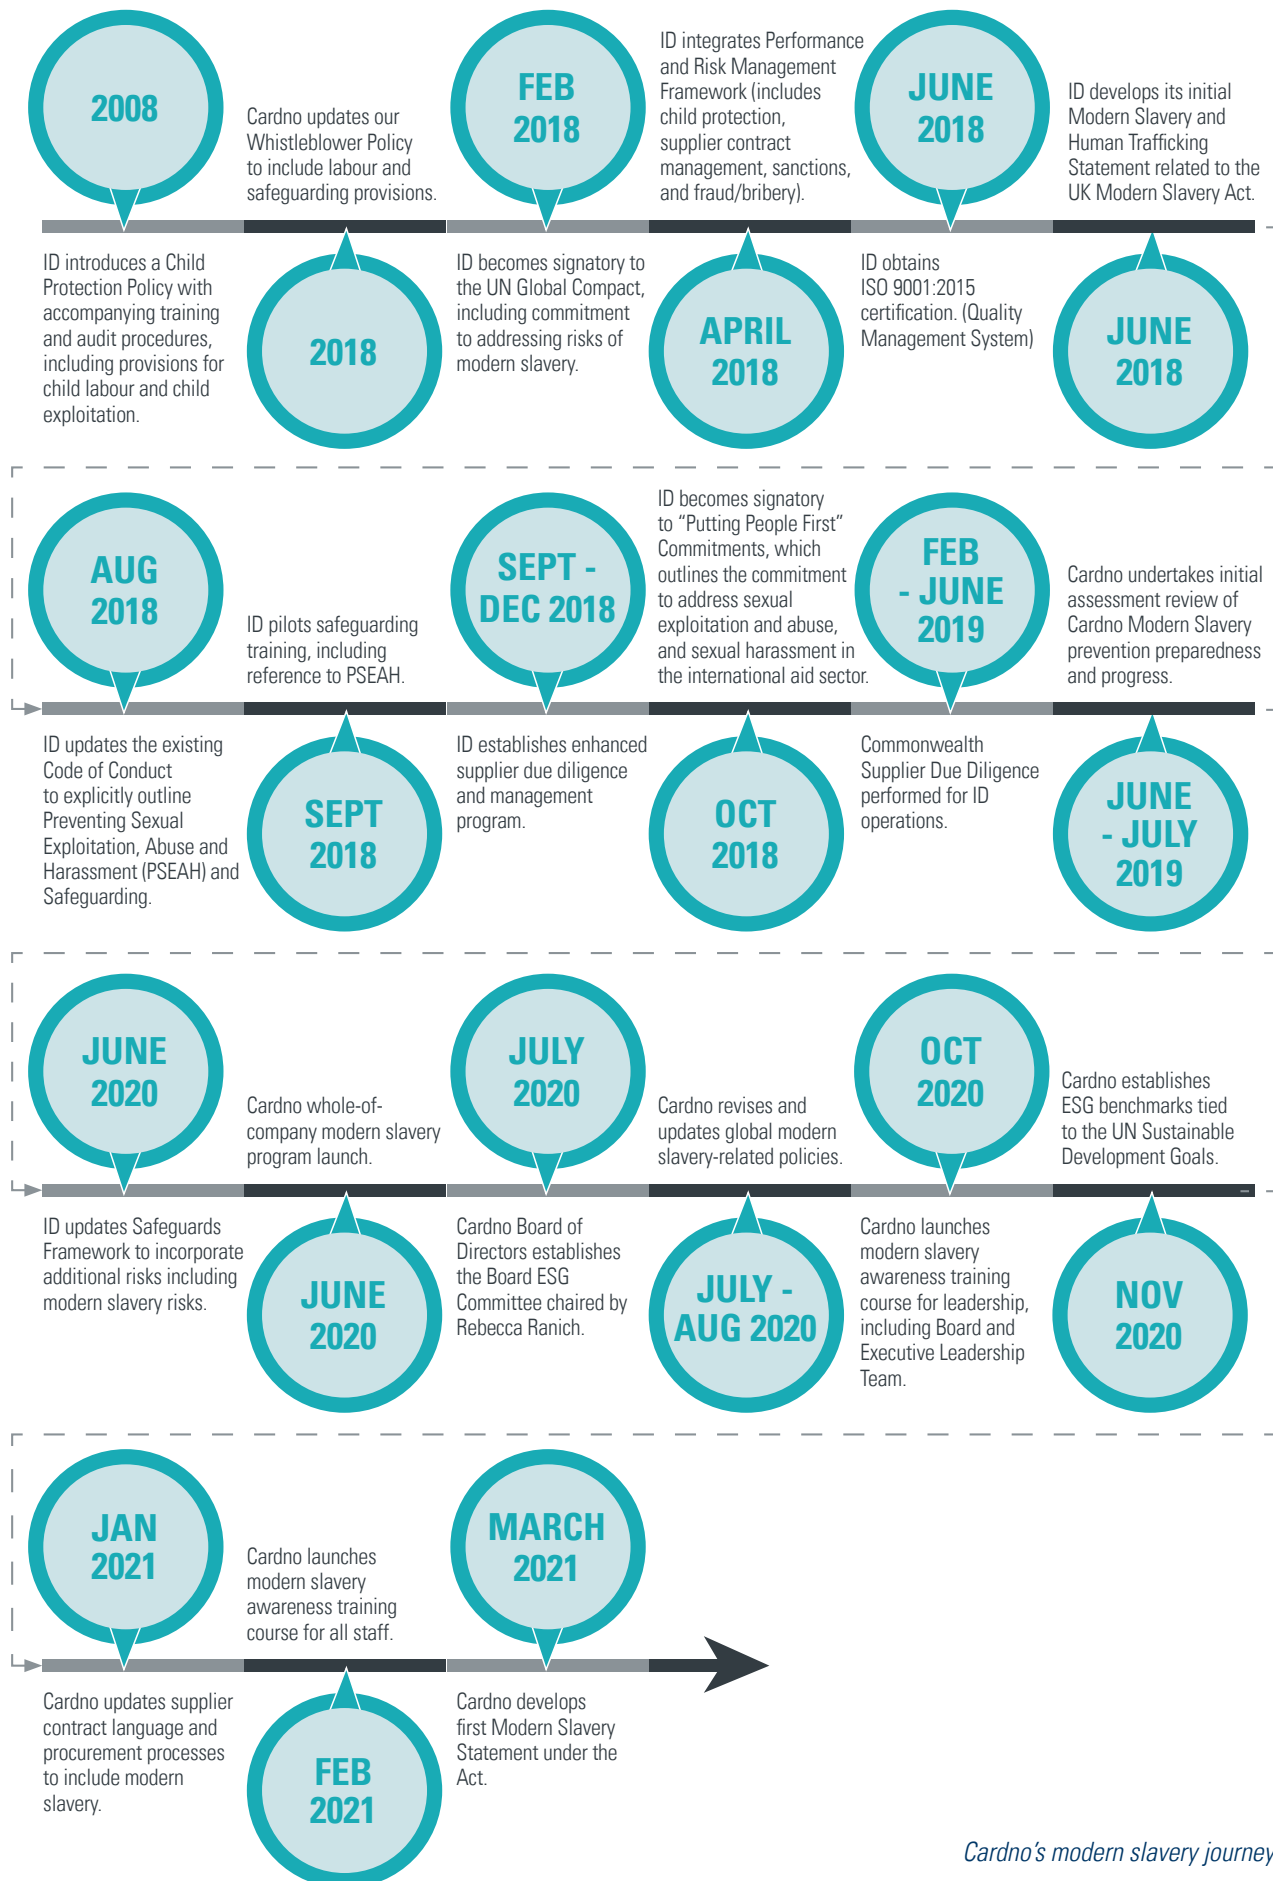 2008
ID introduces a Child
Protection Policy with
accompanying training
and audit procedures,
including provisions for
child labour and child
exploitation.
Cardno updates our
Whistleblower Policy
to include labour and
safeguarding provisions.
2018
FEB
2018
ID becomes signatory to
the UN Global Compact,
including commitment
to addressing risks of
modern slavery.
ID integrates Performance
and Risk Management
Framework (includes
child protection,
supplier contract
management, sanctions,
and fraud/bribery).
APRIL
2018
JUNE
2018
ID obtains
ISO 9001:2015
certification. (Quality
Management System)
ID develops its initial
Modern Slavery and
Human Trafficking
Statement related to the
UK Modern Slavery Act.
JUNE
2018
AUG
2018
ID updates the existing
Code of Conduct
to explicitly outline
Preventing Sexual
Exploitation, Abuse and
Harassment (PSEAH) and
Safeguarding.
ID pilots safeguarding
training, including
reference to PSEAH.
SEPT
2018
SEPT -
DEC 2018
ID establishes enhanced
supplier due diligence
and management
program.
ID becomes signatory
to “Putting People First”
Commitments, which
outlines the commitment
to address sexual
exploitation and abuse,
and sexual harassment in
the international aid sector.
OCT
2018
FEB
- JUNE
2019
Commonwealth
Supplier Due Diligence
performed for ID
operations.
Cardno undertakes initial
assessment review of
Cardno Modern Slavery
prevention preparedness
and progress.
JUNE
- JULY
2019
JUNE
2020
ID updates Safeguards
Framework to incorporate
additional risks including
modern slavery risks.
Cardno whole-of-
company modern slavery
program launch.
JUNE
2020
JULY
2020
Cardno Board of
Directors establishes
the Board ESG
Committee chaired by
Rebecca Ranich.
Cardno revises and
updates global modern
slavery-related policies.
JULY -
AUG 2020
OCT
2020
Cardno launches
modern slavery
awareness training
course for leadership,
including Board and
Executive Leadership
Team.
Cardno establishes
ESG benchmarks tied
to the UN Sustainable
Development Goals.
NOV
2020
JAN
2021
Cardno updates supplier
contract language and
procurement processes
to include modern
slavery.
Cardno launches
modern slavery
awareness training
course for all staff.
FEB
2021
MARCH
2021
Cardno develops
first Modern Slavery
Statement under the
Act.
Cardno’s modern slavery journey